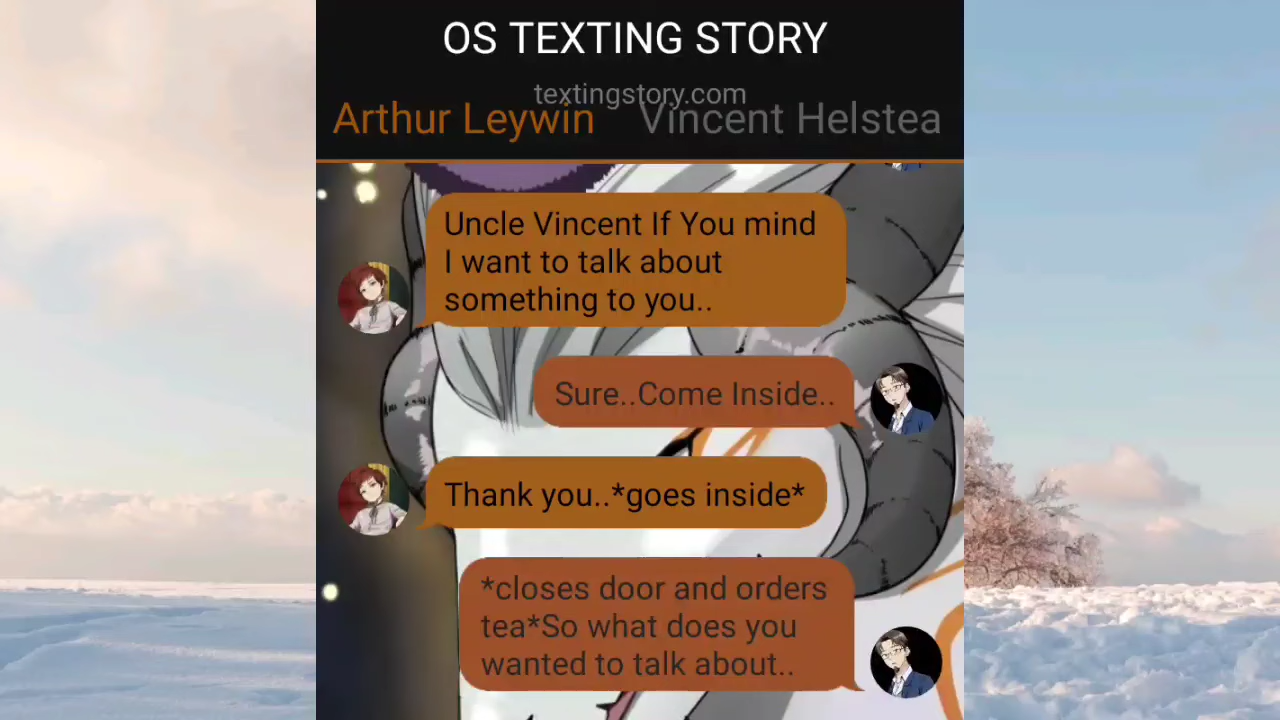 OS TEXTING STORY
textingstory.com
Arthur Leywin Vincent Helstea
Uncle Vincent If You mind
I want to talk about
something to you..
Sure..Come Inside..
Thank you..*goes inside*
*closes door and orders
tea*So what does you
wanted to talk about..